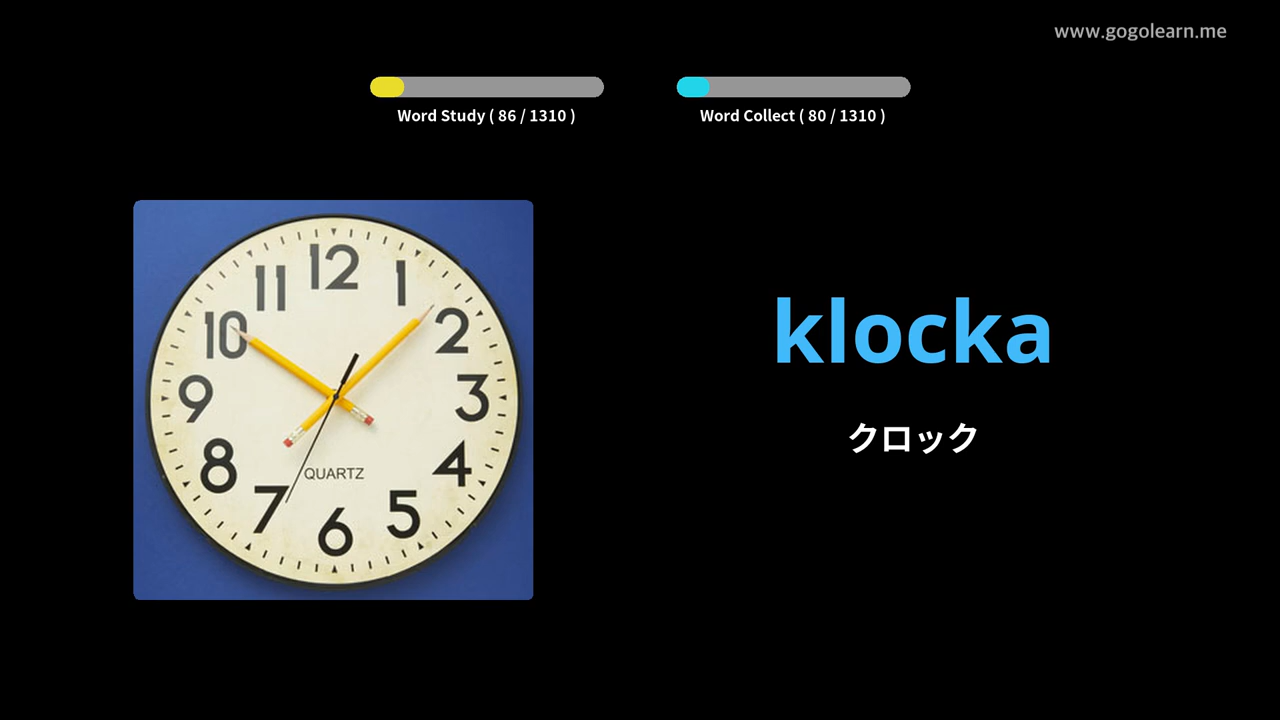 www.gogolearn.me
Word Study ( 86 / 1310 )
Word Collect ( 80 / 1310 )
12
11
1
10
2
9
3
8
4
QUARTZ
7
5
6
klocka
クロック